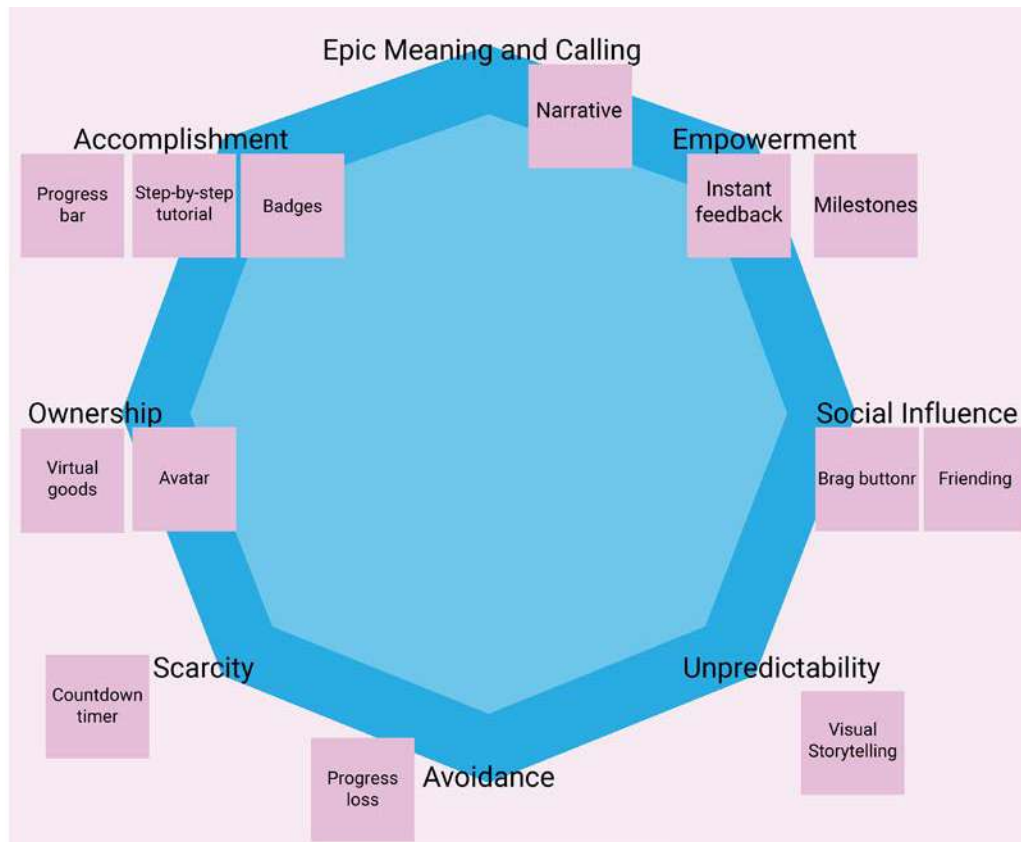 Epic Meaning and Calling
Narrative
Accomplishment
Progress
bar
Step-by-step
tutorial
Badges
Empowerment
Instant
feedback
Milestones
Ownership
Virtual
goods
Avatar
Social Influence
Brag buttonr
Friending
Scarcity
Countdown
timer
Unpredictability
Visual
Storytelling
Avoidance
Progress
loss